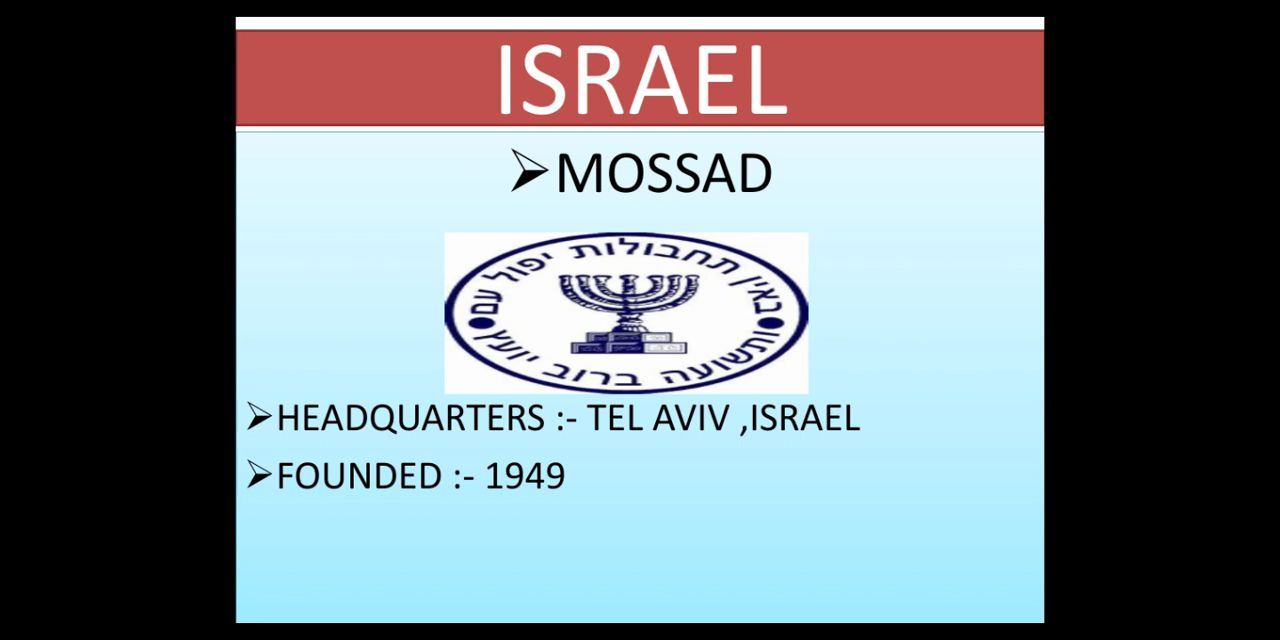 ISRAEL
➢MOSSAD
באין תחבולות יפול עם
ותשועה ברוב יועץ
➢HEADQUARTERS :- TEL AVIV ,ISRAEL
➢FOUNDED :- 1949